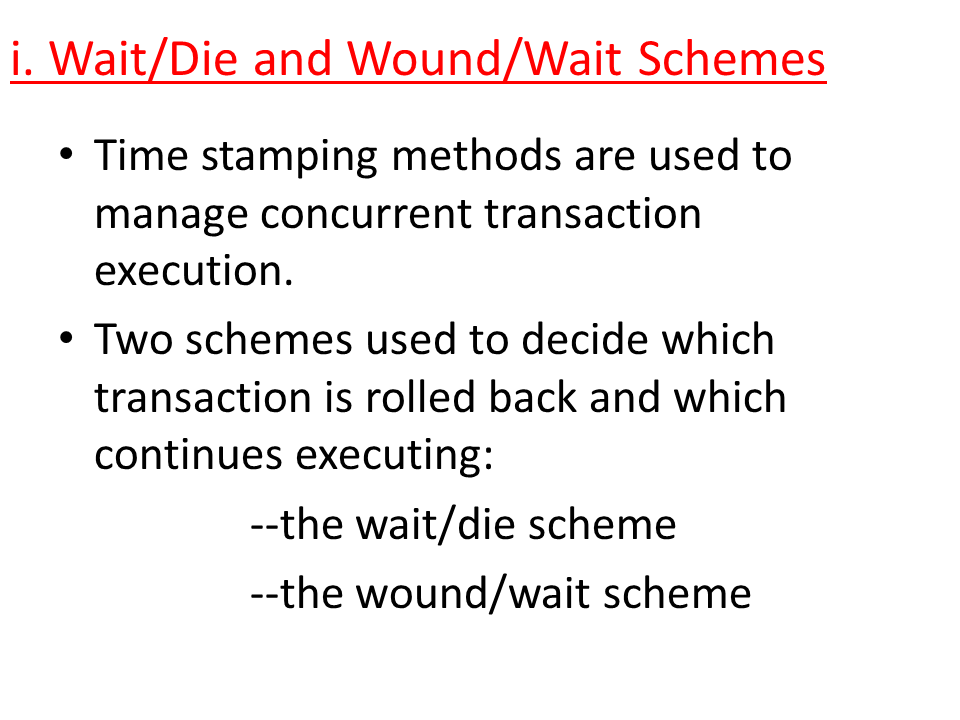 i. Wait/Die and Wound/Wait Schemes
• Time stamping methods are used to
manage concurrent transaction
execution.
• Two schemes used to decide which
transaction is rolled back and which
continues executing:
--the wait/die scheme
--the wound/wait scheme